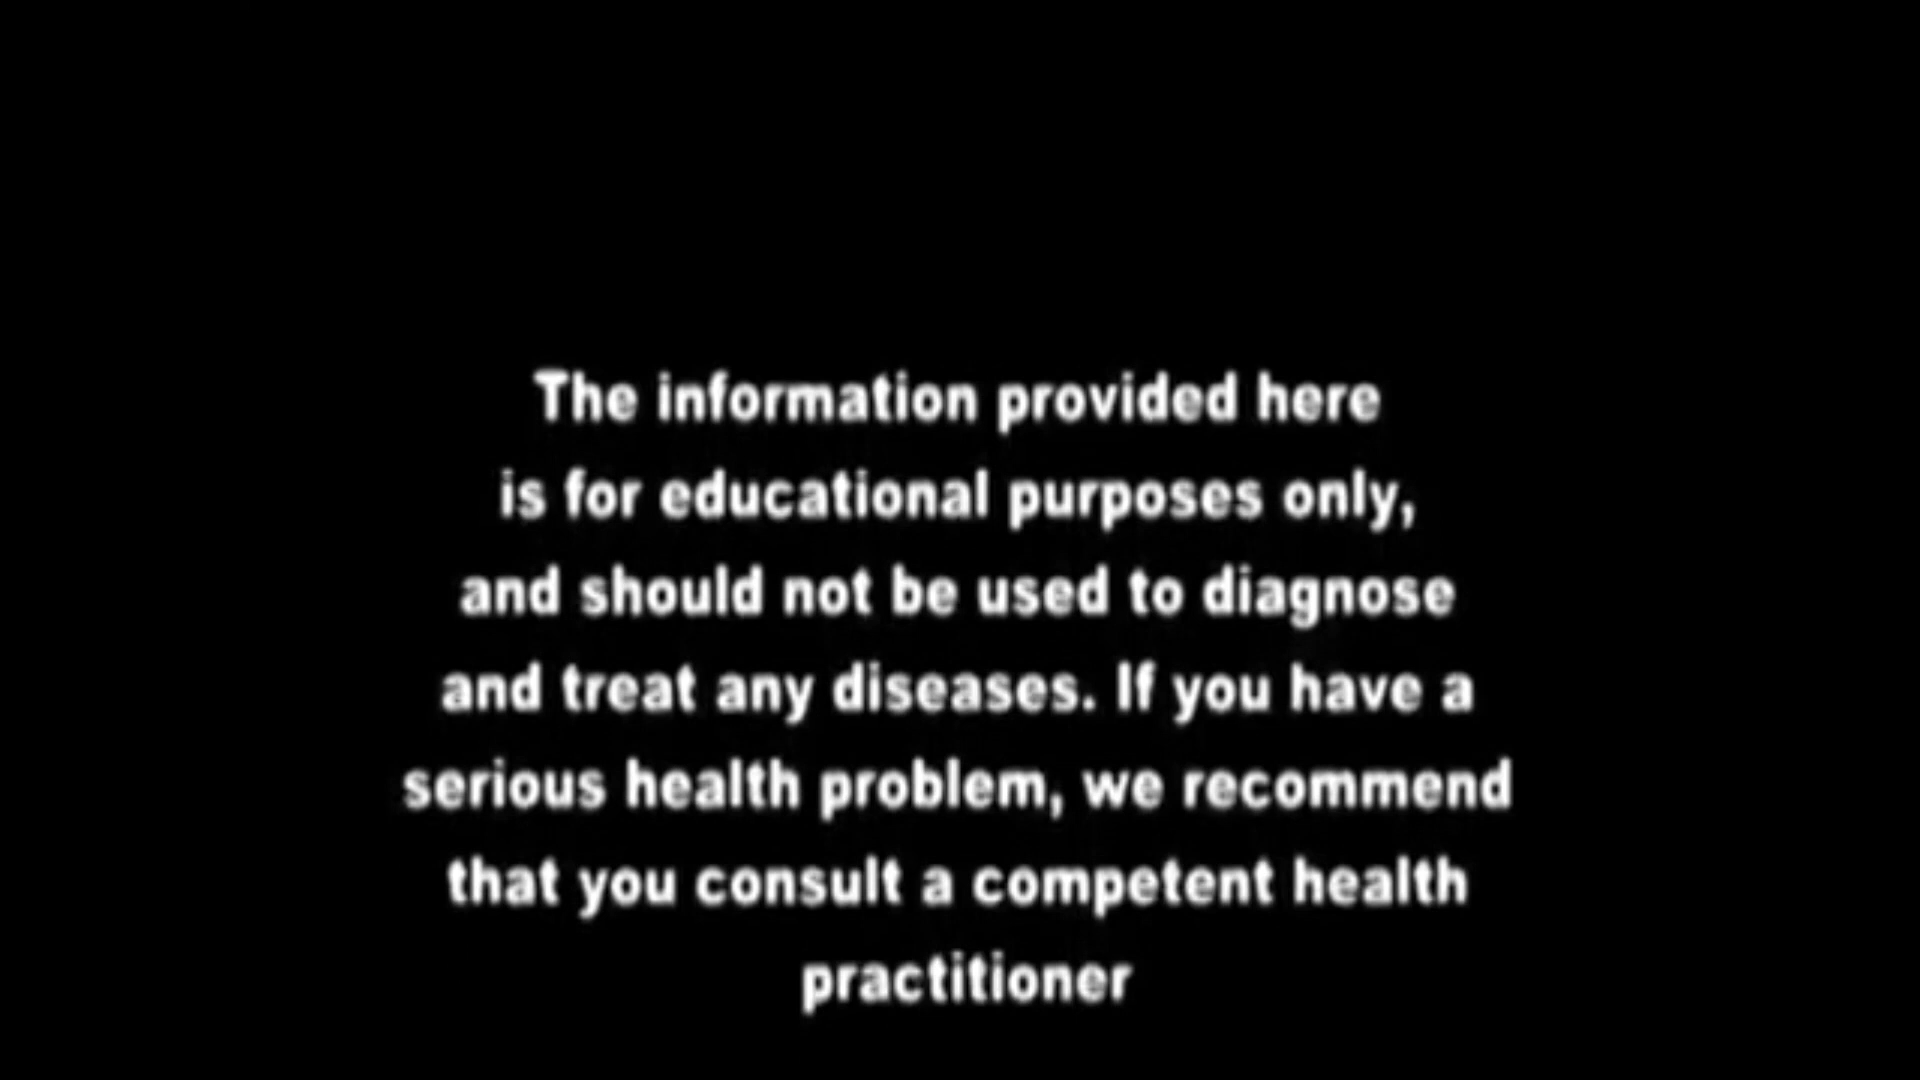 The information provided here
is for educational purposes only,
and should not be used to diagnose
and treat any diseases. If you have a
serious health problem, we recommend
that you consult a competent health
practitioner